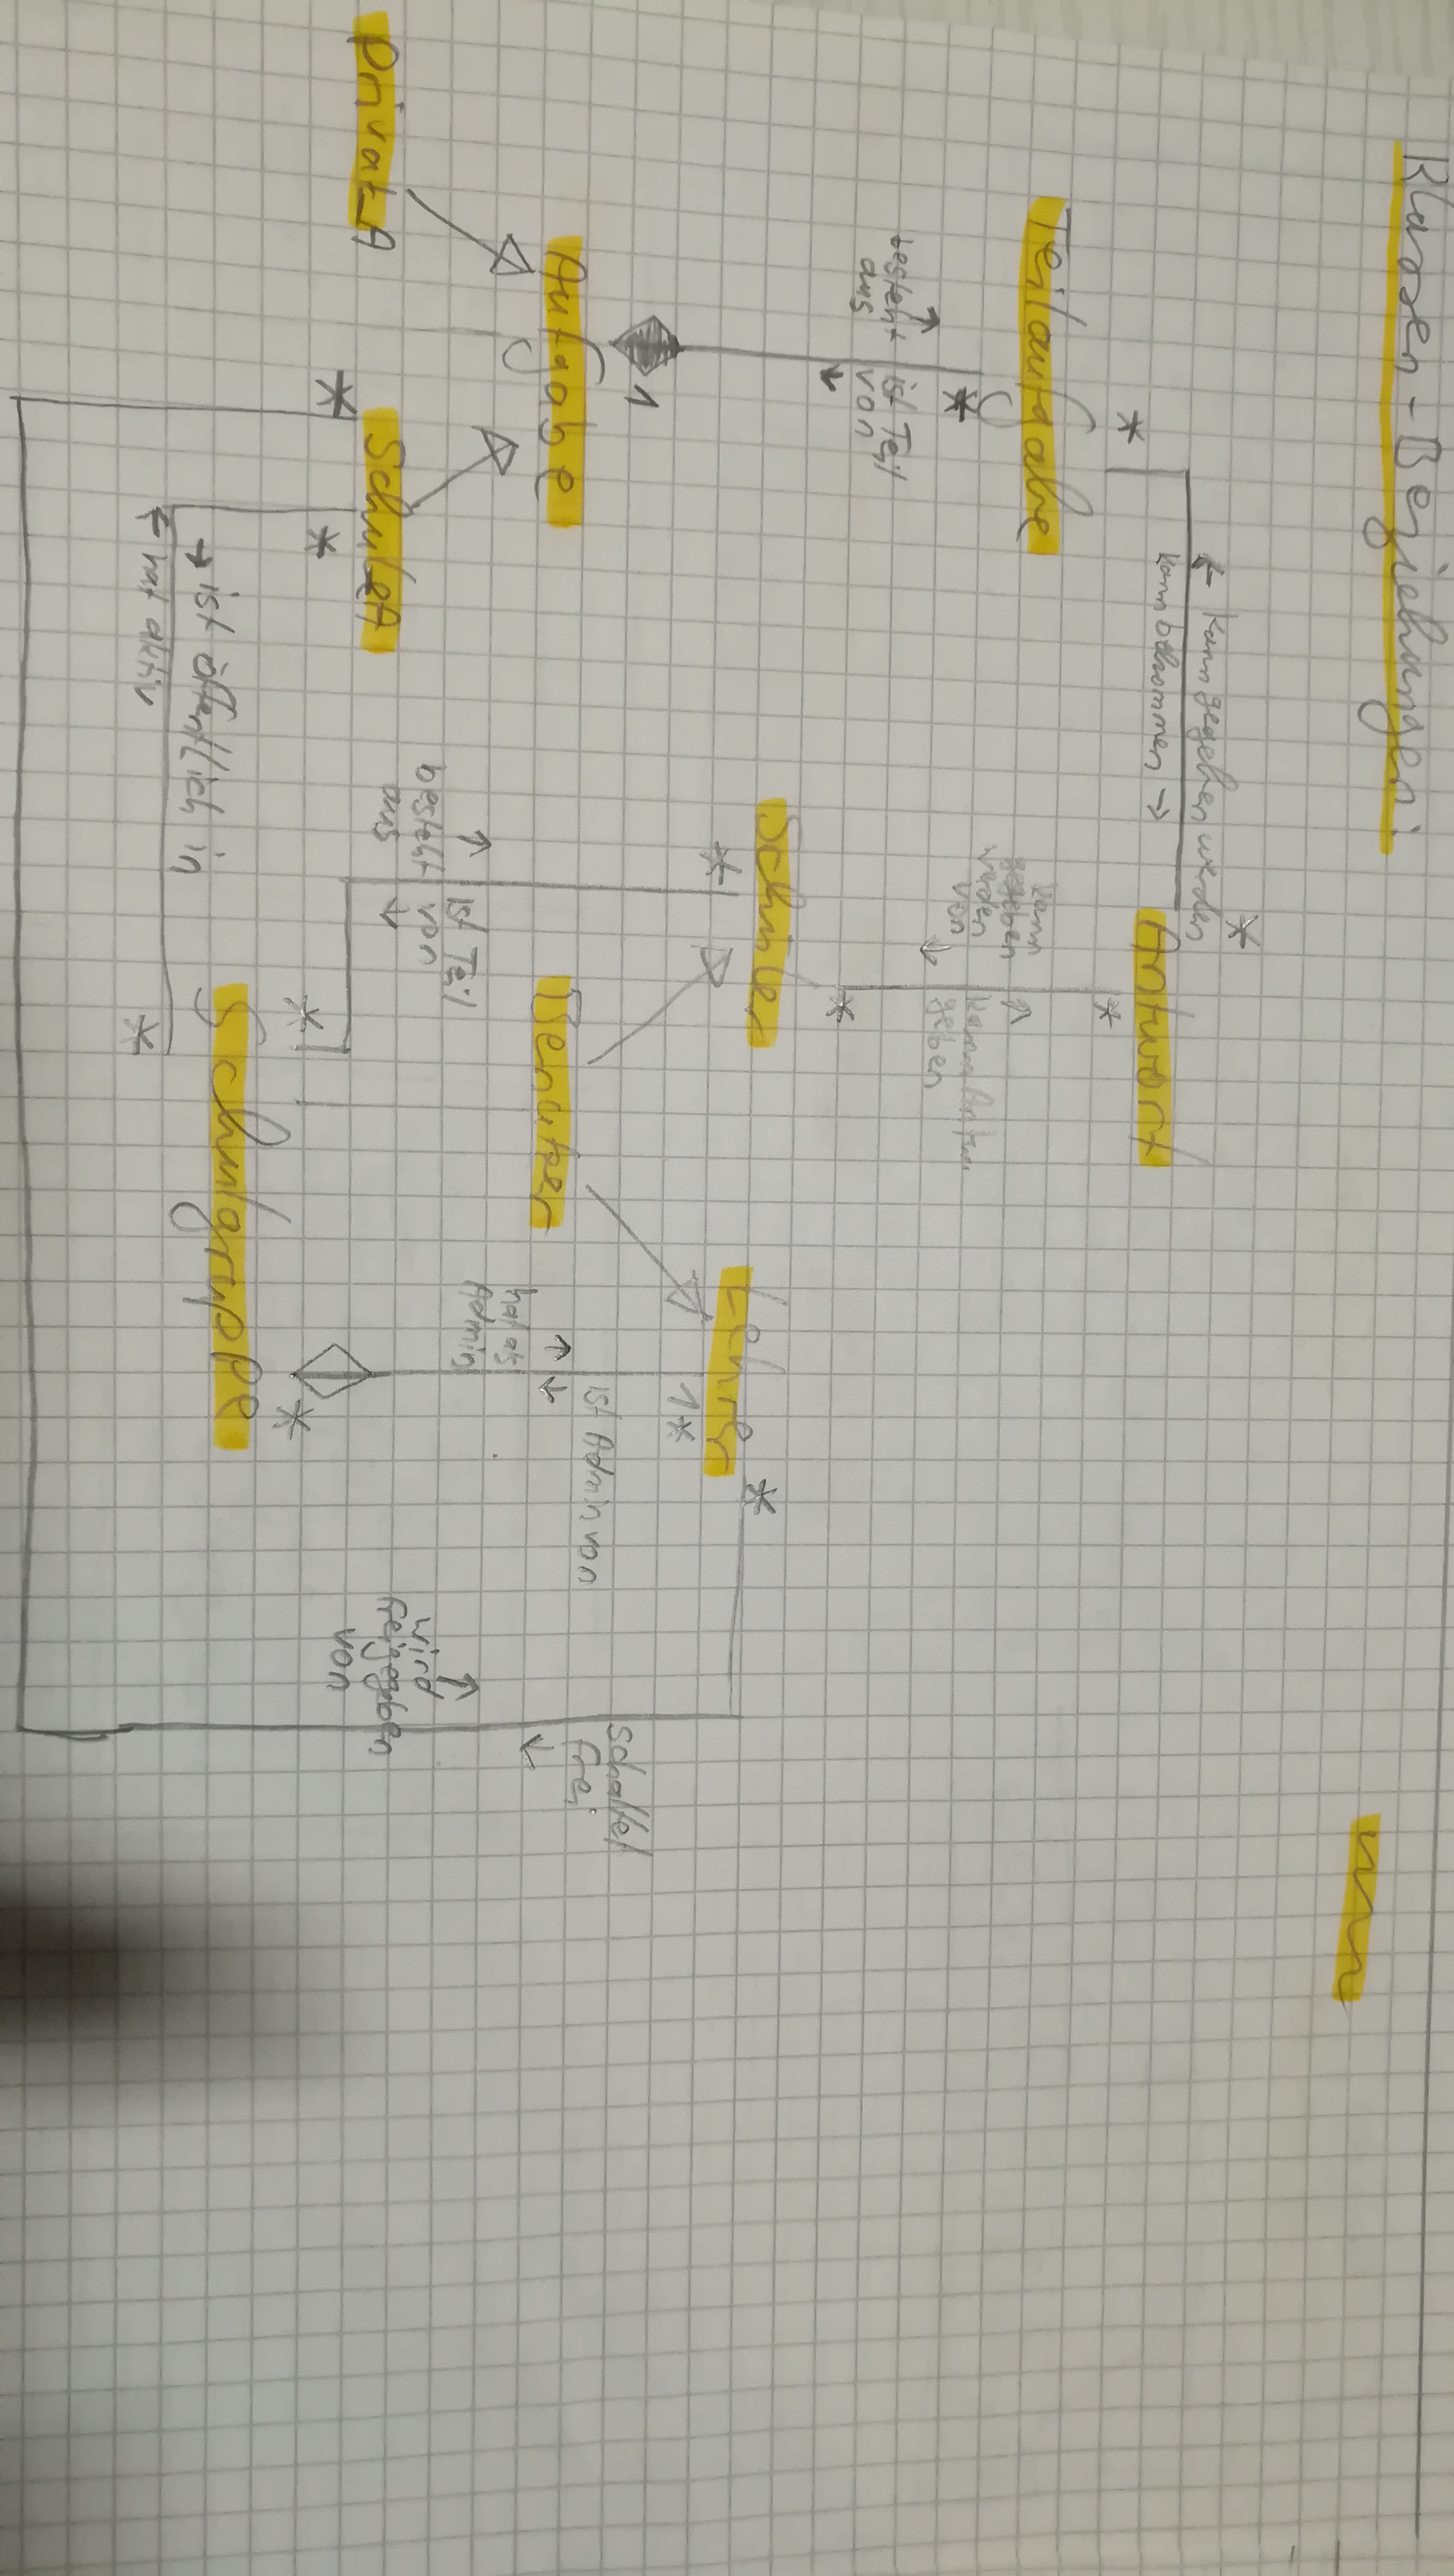 Klassen-Beziehungen:
*
← kann gegeben werden
kann bekommen →
Antwort
*
*
Teilaufgabe
kann
gegeben
werden
von
↓
↑
kann Antw.
geben
*
*
↑
besteht
aus
ist Teil
von
↓
Schüler
*
Lehrer
*
1*
1
Aufgabe
Benutzer
ist Admin von
↑
↓
hat als
Admin
schaltet
frei
↓
↑
besteht
aus
ist Teil
von
↓
↑
wird
freigegeben
von
PrivatA
SchuleA
*
*
*
*
Schulgruppe
→ ist öffentlich in
← hat aktiv
*